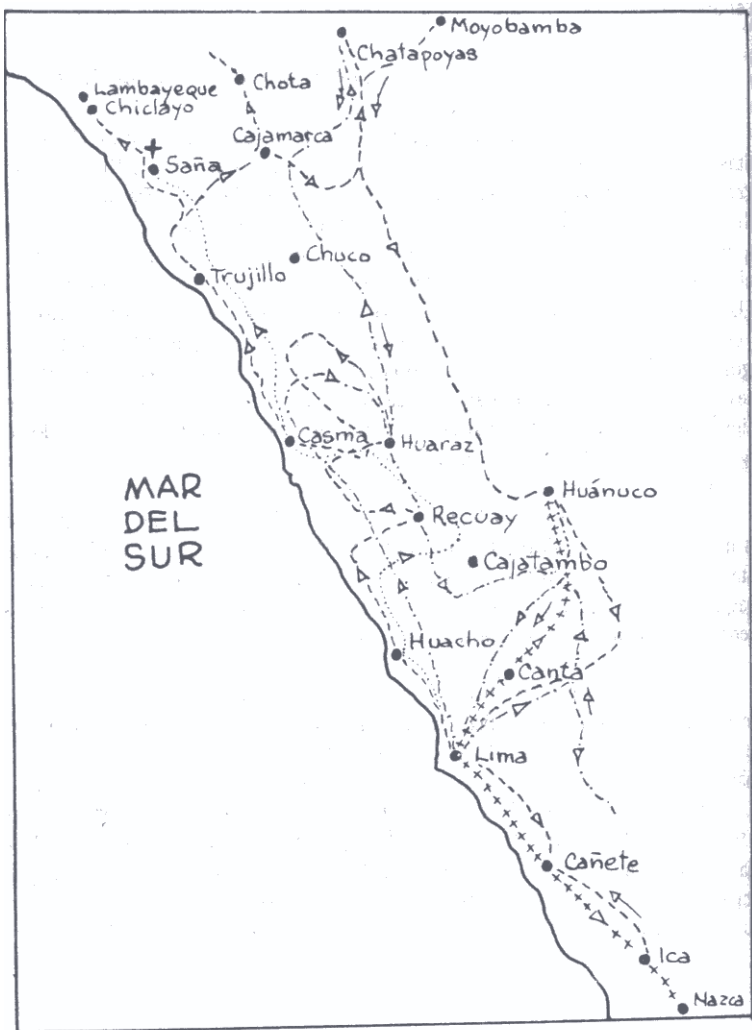 Moyobamba
Chatapoyas
Chota
Lambayeque
Chiclayo
Cajamarca
Saña
Chuco
Trujillo
Casma
Huaraz
MAR
DEL
SUR
Huánuco
Recuay
Cajatambo
Huacho
Canta
Lima
Cañete
Ica
Nazca